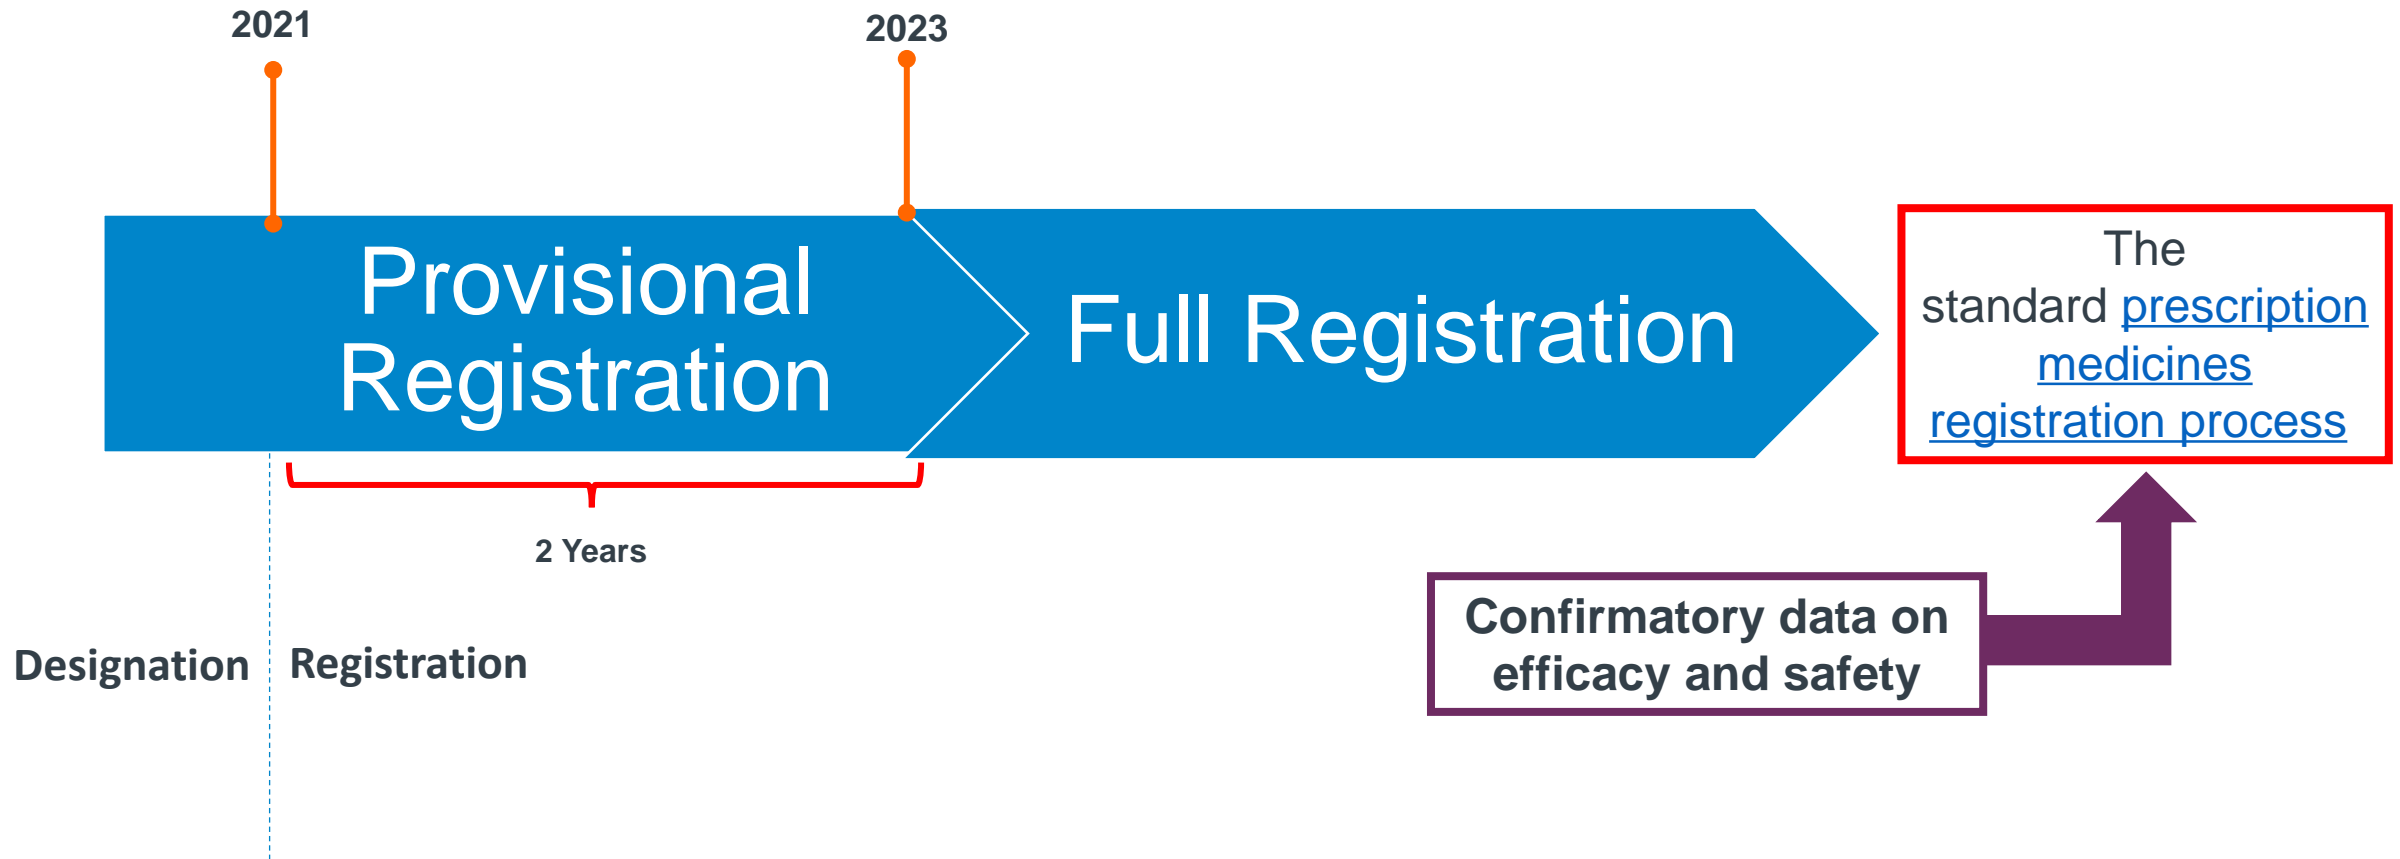 2021
2023
Provisional
Registration
Full Registration
The
standard prescription
medicines
registration process
2 Years
Confirmatory data on
efficacy and safety
Designation
Registration